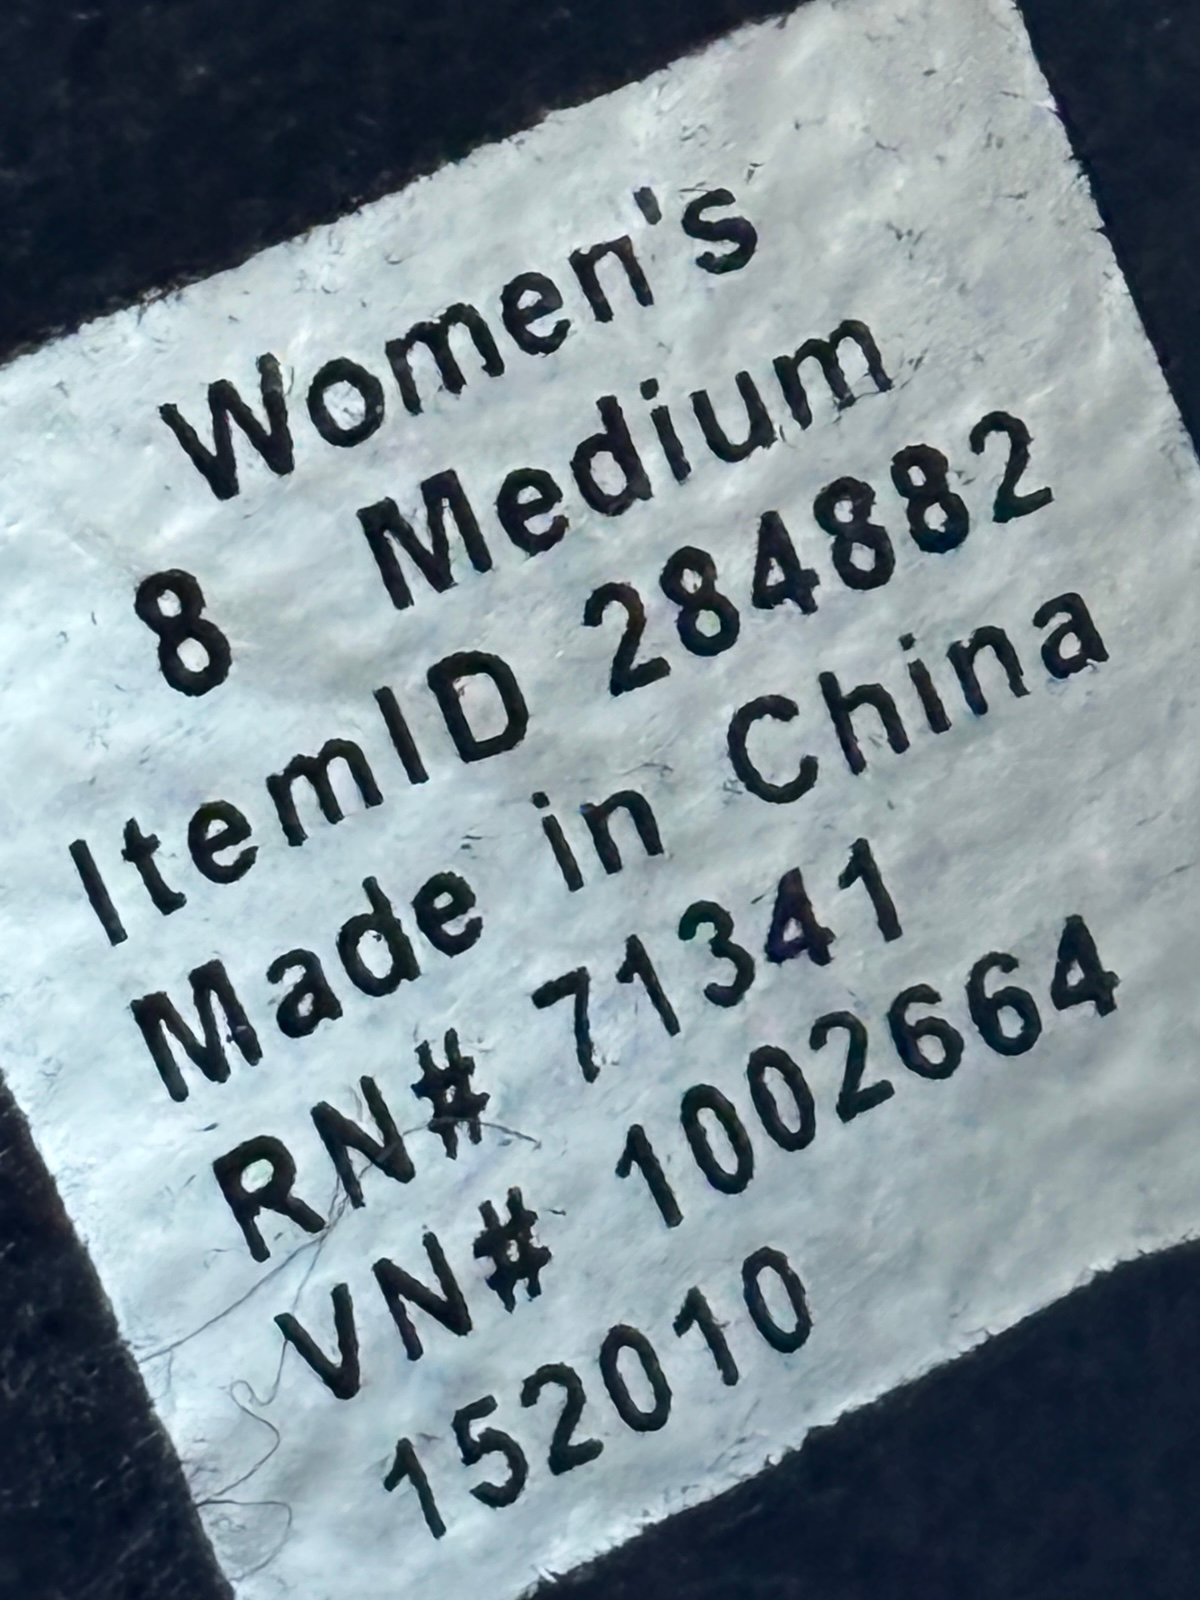 Women's
8 Medium
ItemID 284882
Made in China
RN# 71341
VN# 1002664
152010